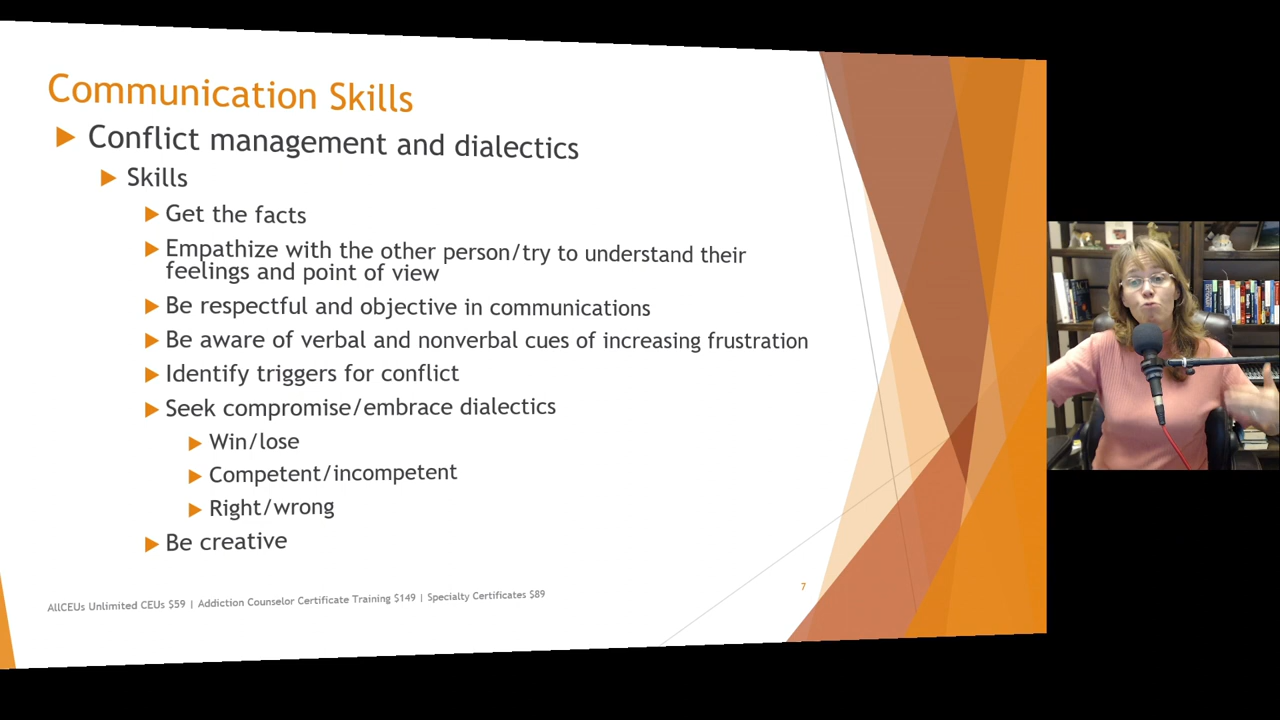 Communication Skills
Conflict management and dialectics
Skills
Get the facts
Empathize with the other person/try to understand their
feelings and point of view
Be respectful and objective in communications
Be aware of verbal and nonverbal cues of increasing frustration
Identify triggers for conflict
Seek compromise/embrace dialectics
Win/lose
Competent/incompetent
Right/wrong
Be creative
AllCEUs Unlimited CEUs $59 | Addiction Counselor Certificate Training $149 | Specialty Certificates $89
7